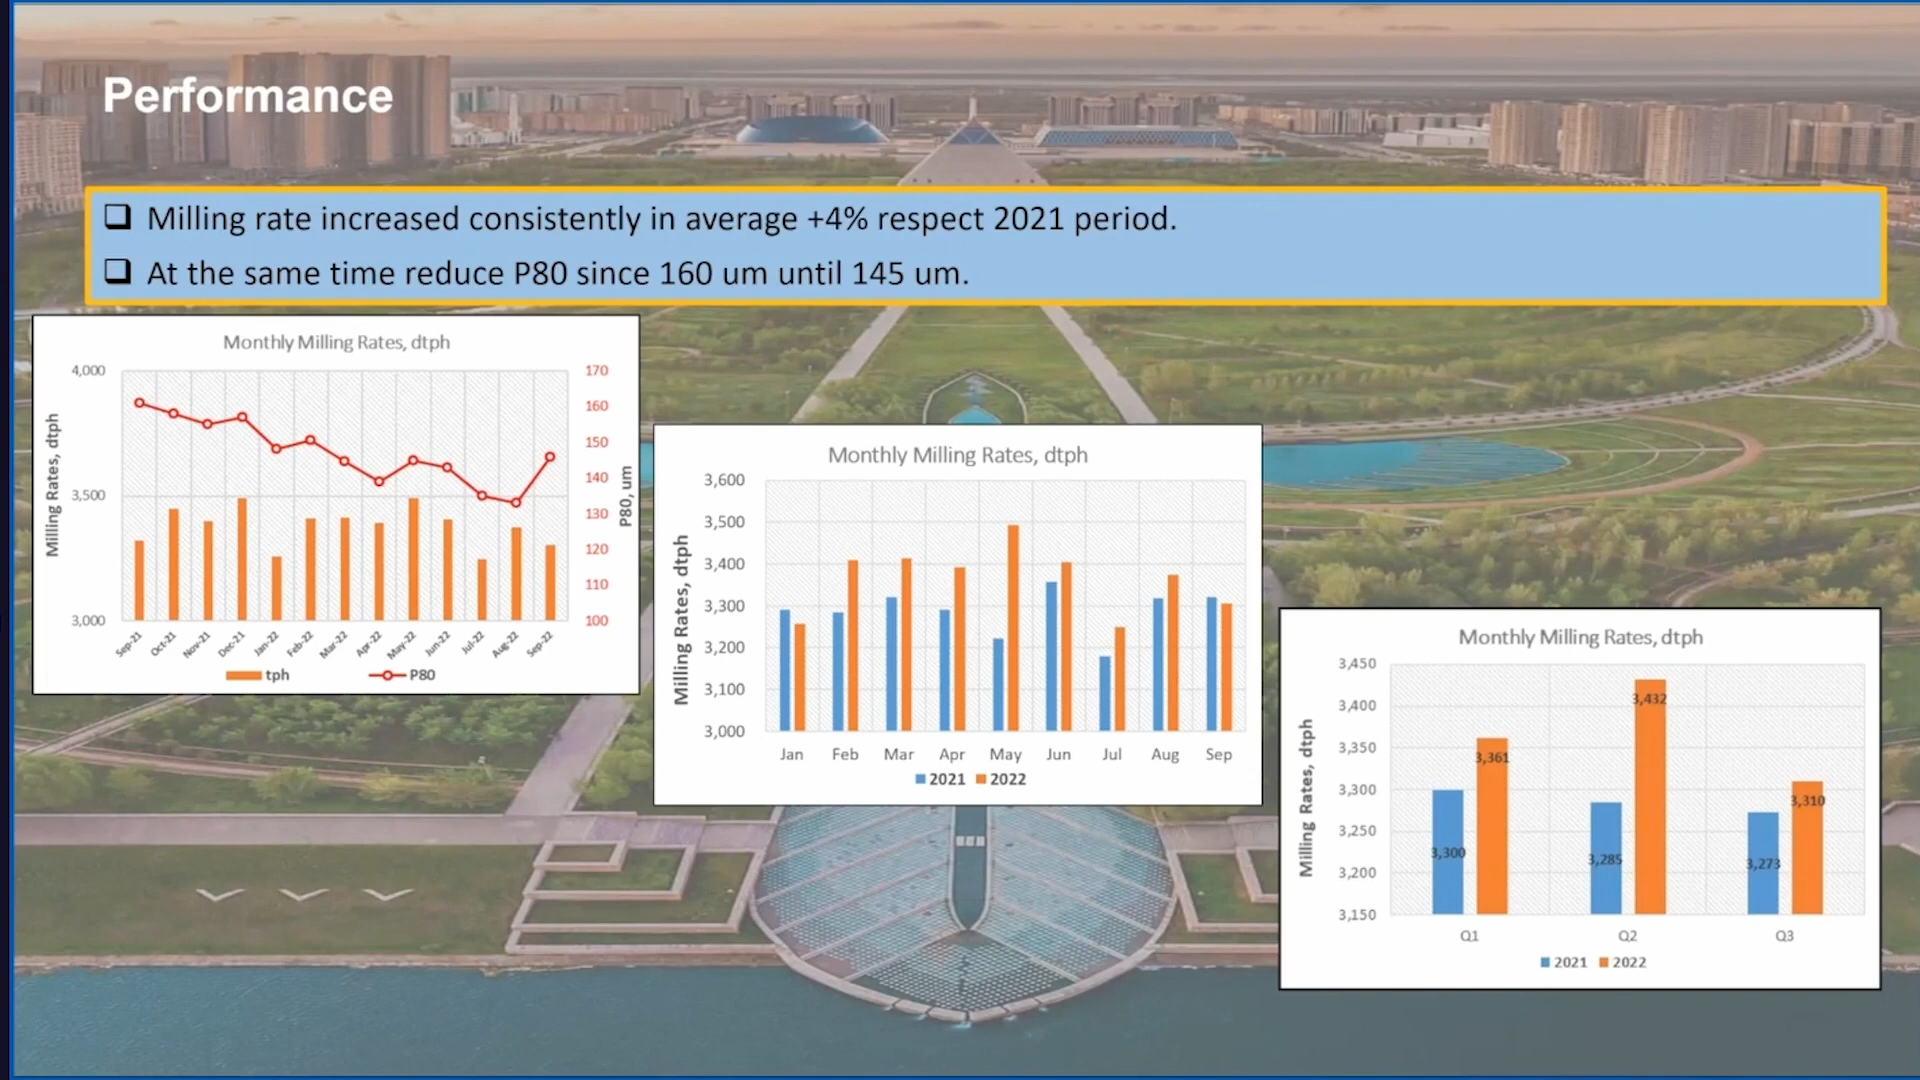 Performance
❑ Milling rate increased consistently in average +4% respect 2021 period.
❑ At the same time reduce P80 since 160 um until 145 um.
Monthly Milling Rates, dtph
Milling Rates, dtph
4,000
3,500
3,000
170
160
150
140
130
120
110
100
P80, um
Sep-21 Oct-21 Nov-21 Dec-21 Jan-22 Feb-22 Mar-22 Apr-22 May-22 Jun-22 Jul-22 Aug-22 Sep-22
tph P80
Monthly Milling Rates, dtph
Milling Rates, dtph
3,600
3,500
3,400
3,300
3,200
3,100
3,000
Jan Feb Mar Apr May Jun Jul Aug Sep
2021 2022
Monthly Milling Rates, dtph
Milling Rates, dtph
3,450
3,400
3,350
3,300
3,250
3,200
3,150
3,300 3,361 3,285 3,432 3,273 3,310
Q1 Q2 Q3
2021 2022